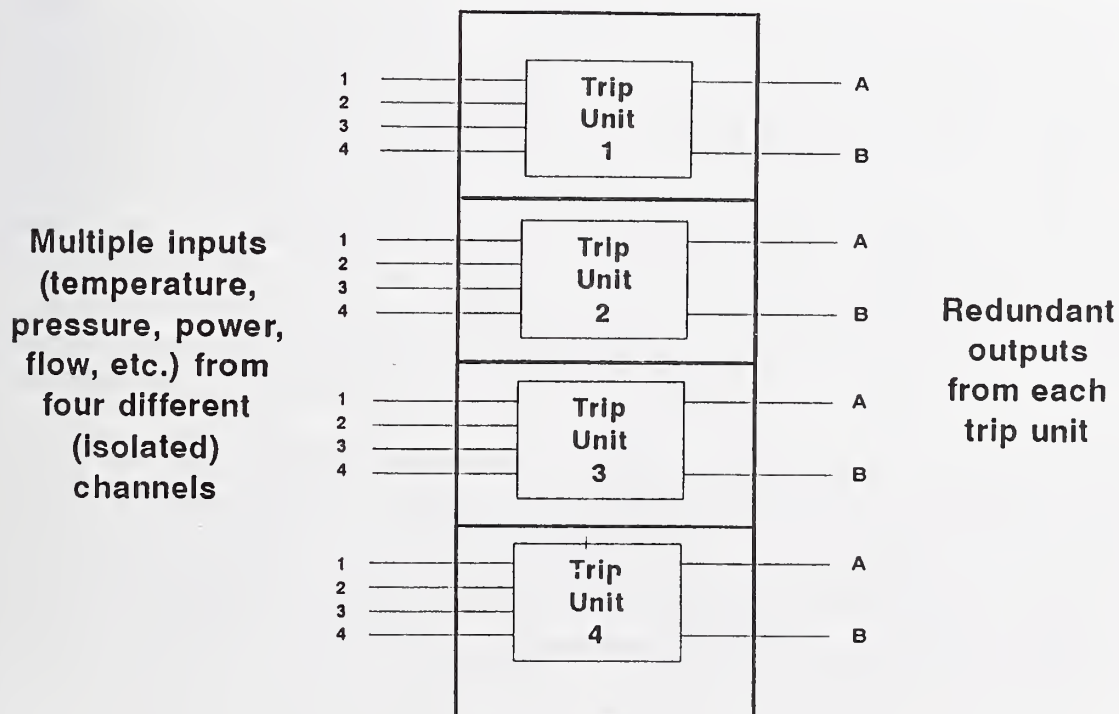 Multiple inputs
(temperature,
pressure, power,
flow, etc.) from
four different
(isolated)
channels
1
2
3
4
Trip
Unit
1
A
B
1
2
3
4
Trip
Unit
2
A
B
1
2
3
4
Trip
Unit
3
A
B
1
2
3
4
Trip
Unit
4
A
B
Redundant
outputs
from each
trip unit